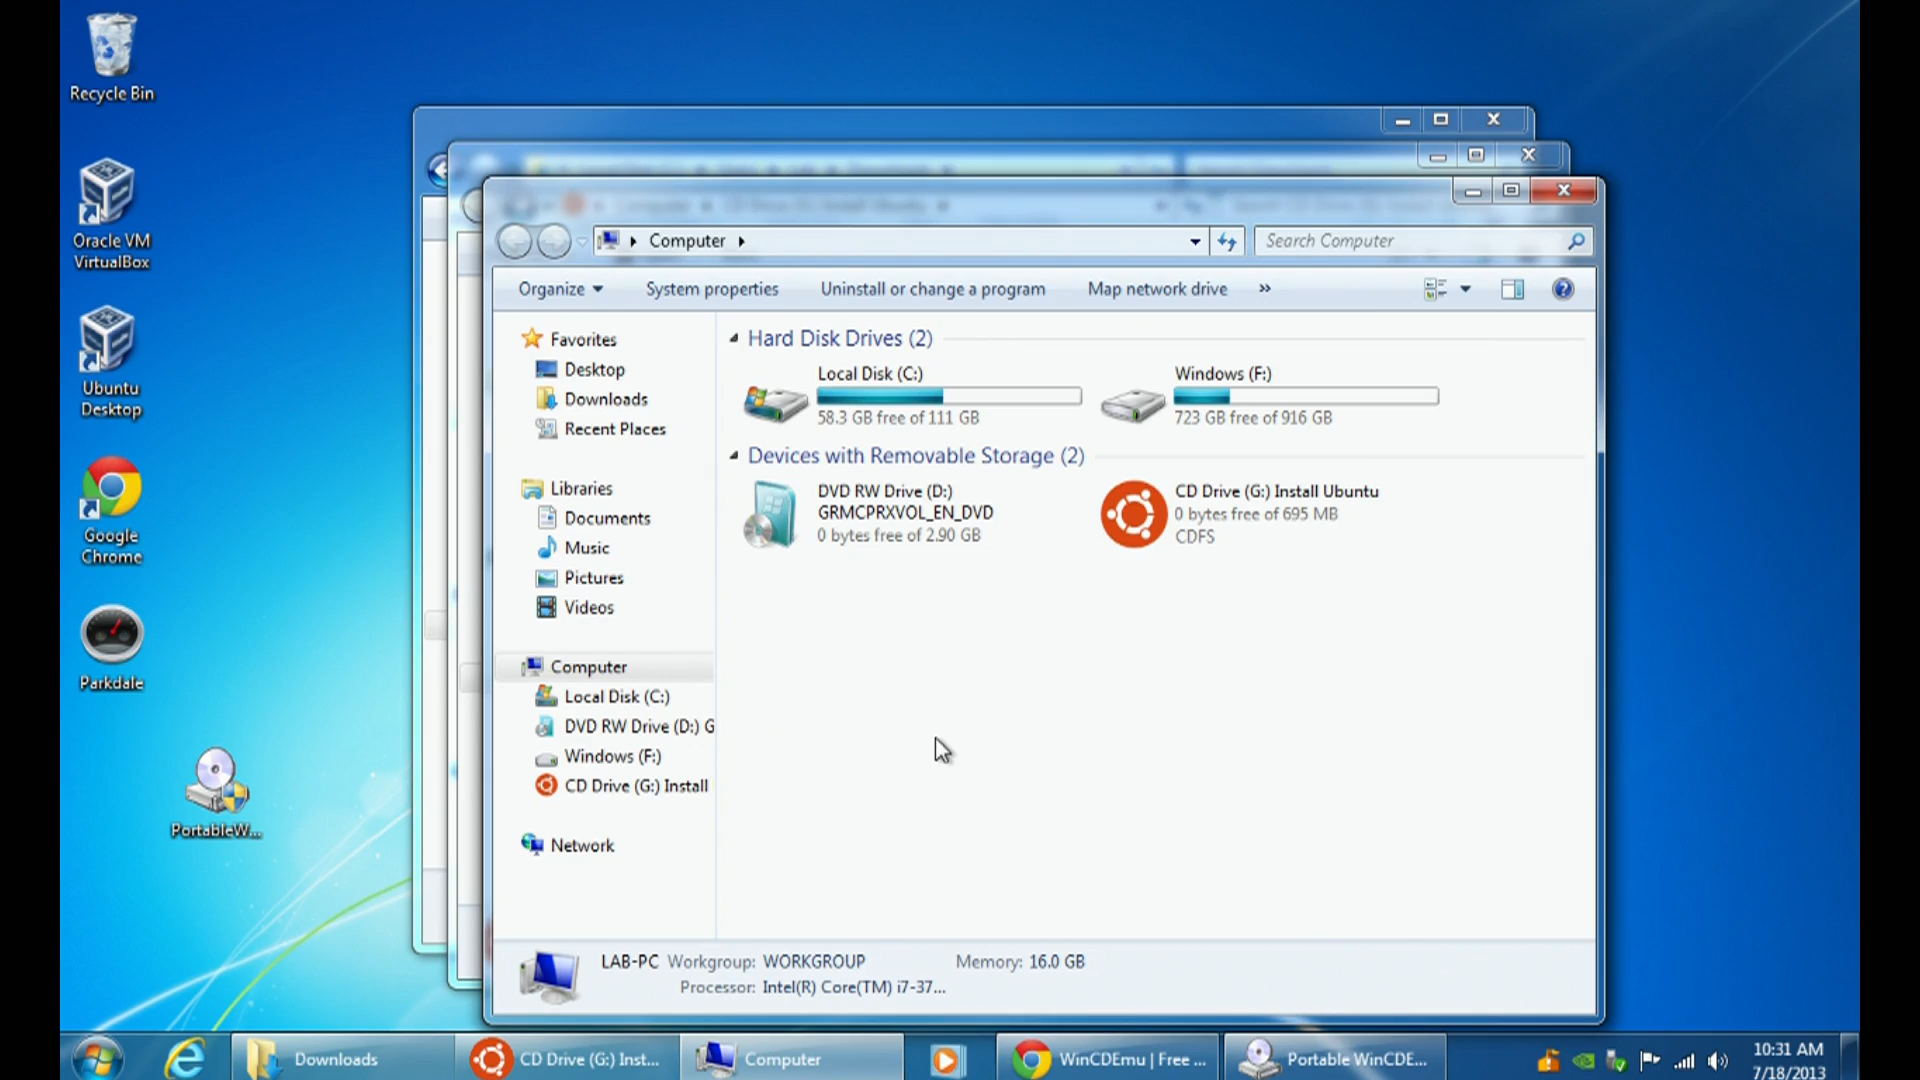 Recycle Bin
Oracle VM
VirtualBox
Ubuntu
Desktop
Google
Chrome
Parkdale
PortableW...
Computer
Search Computer
Organize
System properties
Uninstall or change a program
Map network drive
»
Favorites
Desktop
Downloads
Recent Places
Libraries
Documents
Music
Pictures
Videos
Computer
Local Disk (C:)
DVD RW Drive (D:) G
Windows (F:)
CD Drive (G:) Install
Network
Hard Disk Drives (2)
Local Disk (C:)
58.3 GB free of 111 GB
Windows (F:)
723 GB free of 916 GB
Devices with Removable Storage (2)
DVD RW Drive (D:)
GRMCPRXVOL_EN_DVD
0 bytes free of 2.90 GB
CD Drive (G:) Install Ubuntu
0 bytes free of 695 MB
CDFS
LAB-PC Workgroup: WORKGROUP Memory: 16.0 GB
Processor: Intel(R) Core(TM) i7-37...
Downloads
CD Drive (G:) Inst...
Computer
WinCDEmu | Free ...
Portable WinCDE...
10:31 AM
7/18/2013